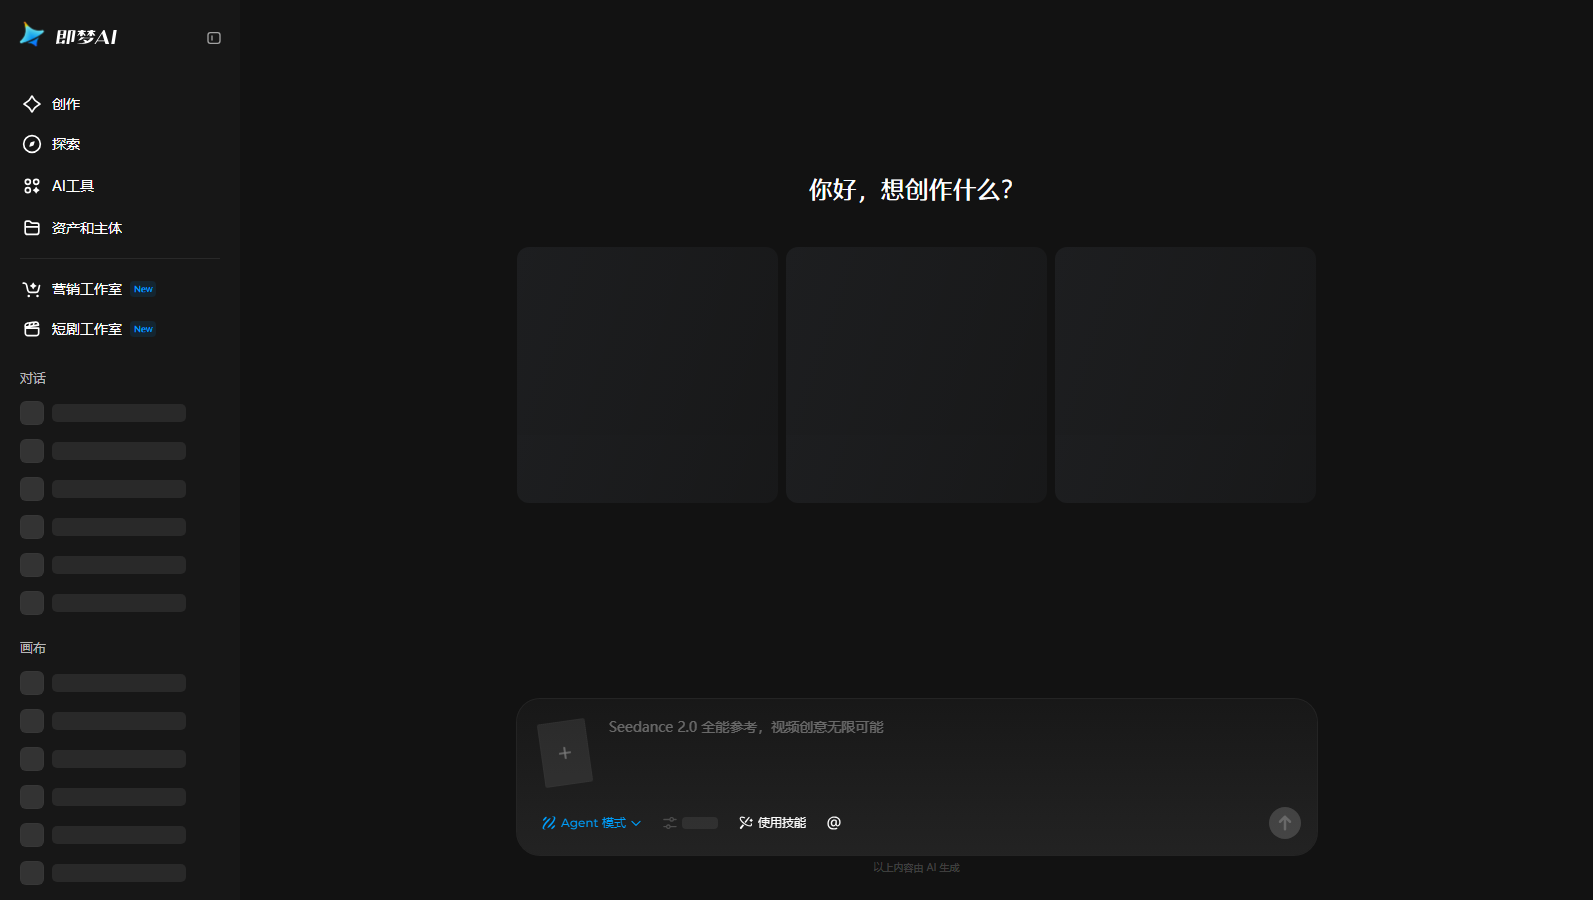 即梦AI
创作
探索
AI工具
资产和主体
营销工作室 New
短剧工作室 New
对话
画布
你好，想创作什么？
Seedance 2.0 全能参考，视频创意无限可能
Agent 模式
使用技能
@
以上内容由 AI 生成